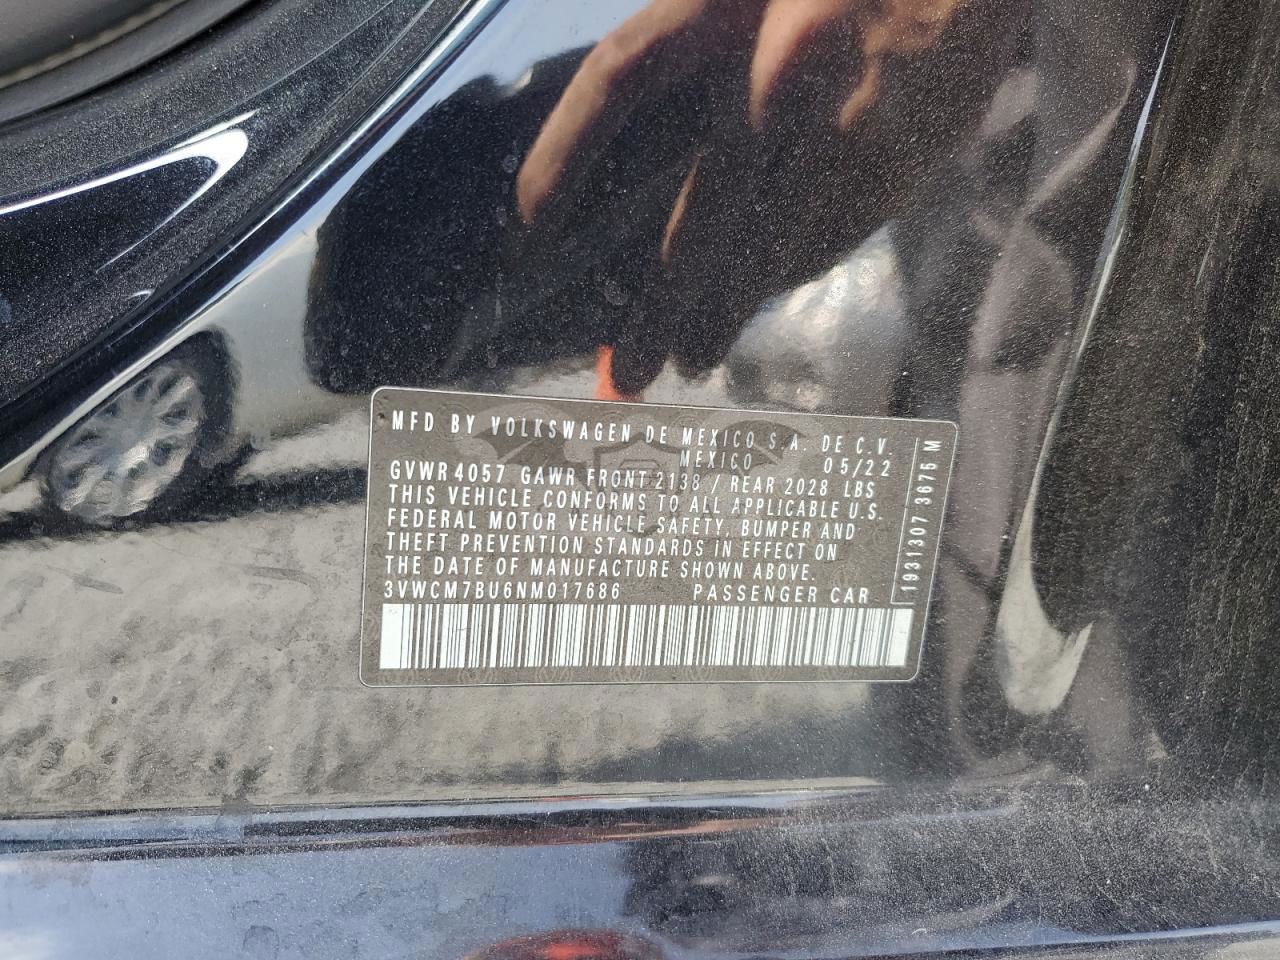 MFD BY VOLKSWAGEN DE MEXICO S.A. DE C.V.
MEXICO 05/22
GVWR 4057 GAWR FRONT 2138 / REAR 2028 LBS
THIS VEHICLE CONFORMS TO ALL APPLICABLE U.S.
FEDERAL MOTOR VEHICLE SAFETY, BUMPER AND
THEFT PREVENTION STANDARDS IN EFFECT ON
THE DATE OF MANUFACTURE SHOWN ABOVE.
3VWCM7BU6NM017686 PASSENGER CAR
1931307 3675 M